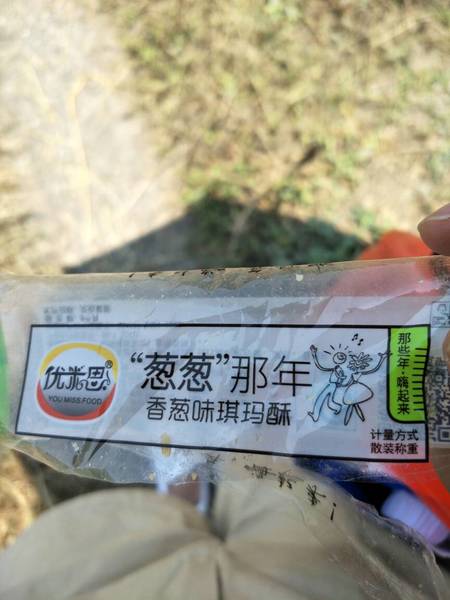 优米恩®
YOU MISS FOOD
“葱葱”那年
香葱味琪玛酥
那些年·嗨起来
计量方式
散装称重